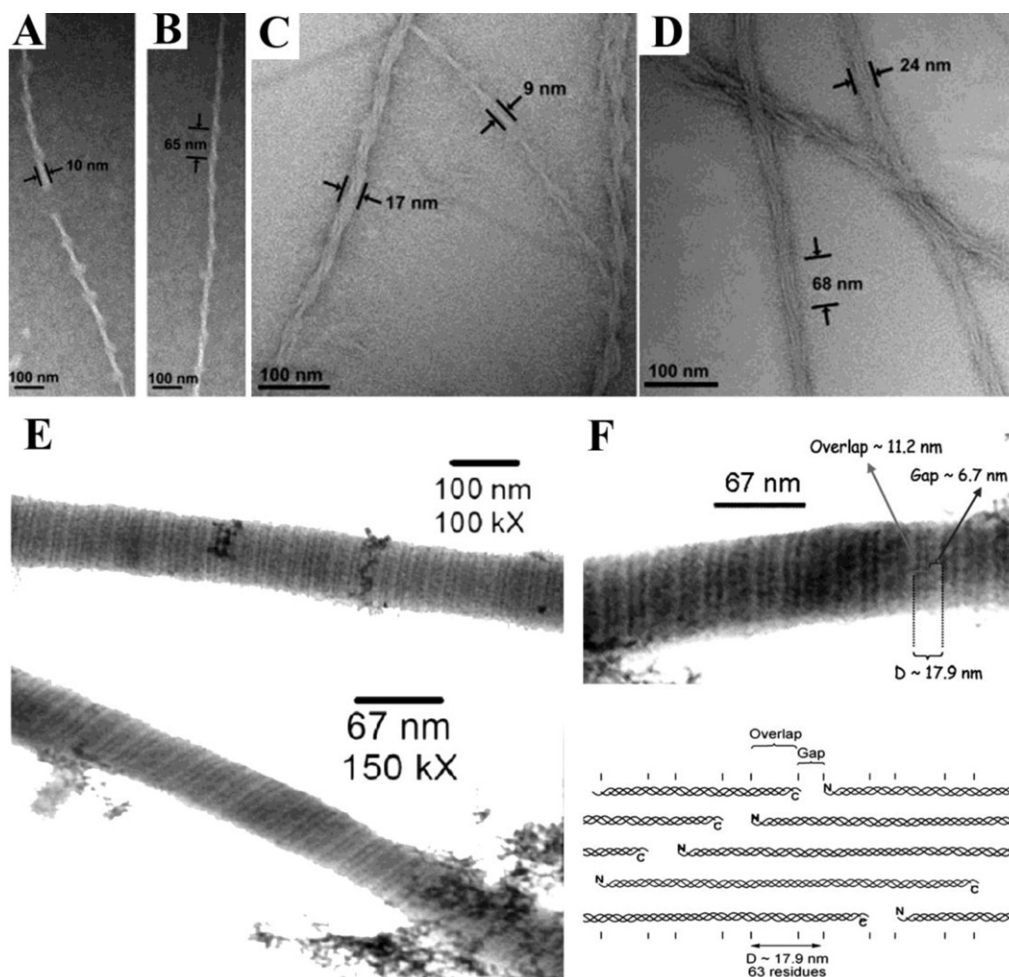 A
10 nm
100 nm
B
65 nm
100 nm
C
9 nm
17 nm
100 nm
D
24 nm
68 nm
100 nm
E
100 nm
100 kX
67 nm
150 kX
F
Overlap ~ 11.2 nm
Gap ~ 6.7 nm
67 nm
D ~ 17.9 nm
Overlap
Gap
C N
C N
C N
N C
C N
D ~ 17.9 nm
63 residues